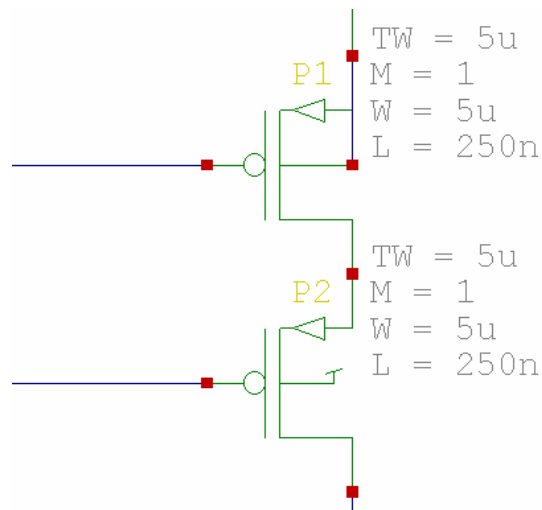 TW = 5u
P1 M = 1
W = 5u
L = 250n
TW = 5u
P2 M = 1
W = 5u
L = 250n